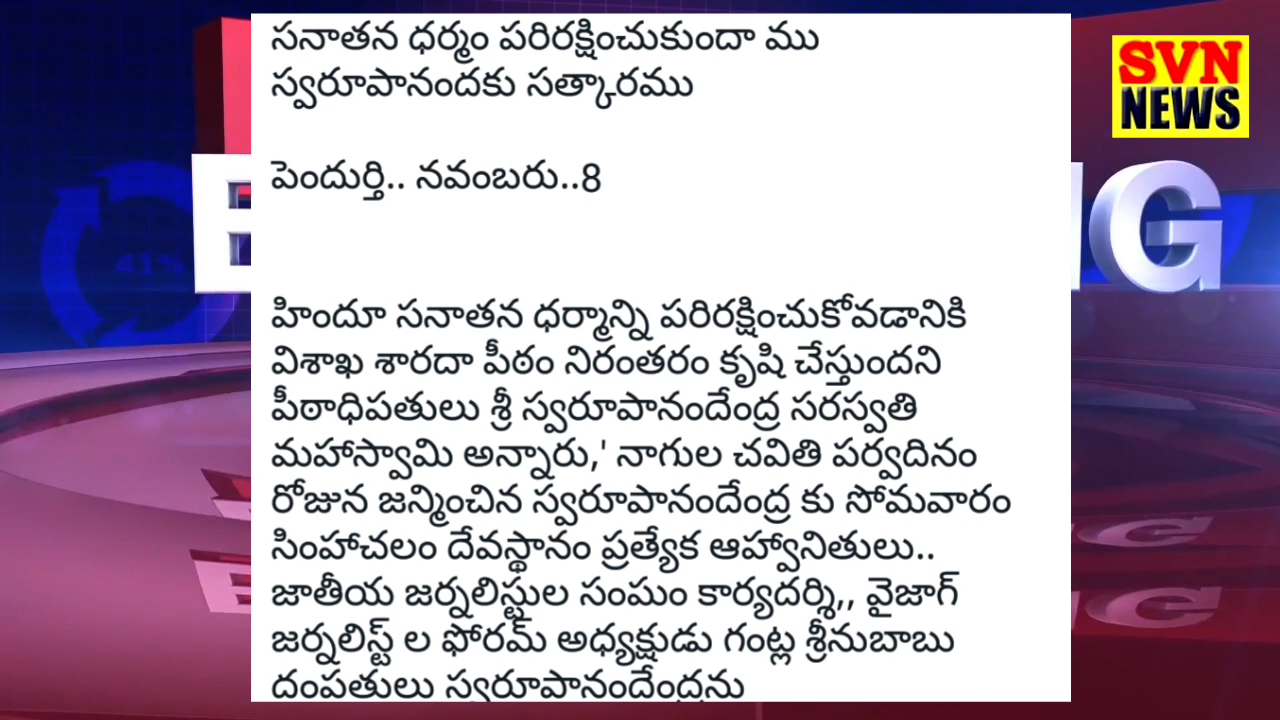 సనాతన ధర్మం పరిరక్షించుకుందా ము
స్వరూపానందకు సత్కారము
పెందుర్తి.. నవంబరు..8
హిందూ సనాతన ధర్మాన్ని పరిరక్షించుకోవడానికి
విశాఖ శారదా పీఠం నిరంతరం కృషి చేస్తుందని
పీఠాధిపతులు శ్రీ స్వరూపానందేంద్ర సరస్వతి
మహాస్వామి అన్నారు,' నాగుల చవితి పర్వదినం
రోజున జన్మించిన స్వరూపానందేంద్ర కు సోమవారం
సింహాచలం దేవస్థానం ప్రత్యేక ఆహ్వానితులు..
జాతీయ జర్నలిస్టుల సంఘం కార్యదర్శి,, వైజాగ్
జర్నలిస్ట్ ల ఫోరమ్ అధ్యక్షుడు గంట్ల శ్రీనుబాబు
దంపతులు స్వరూపానందేంద్రను
SVN
NEWS
41%
G